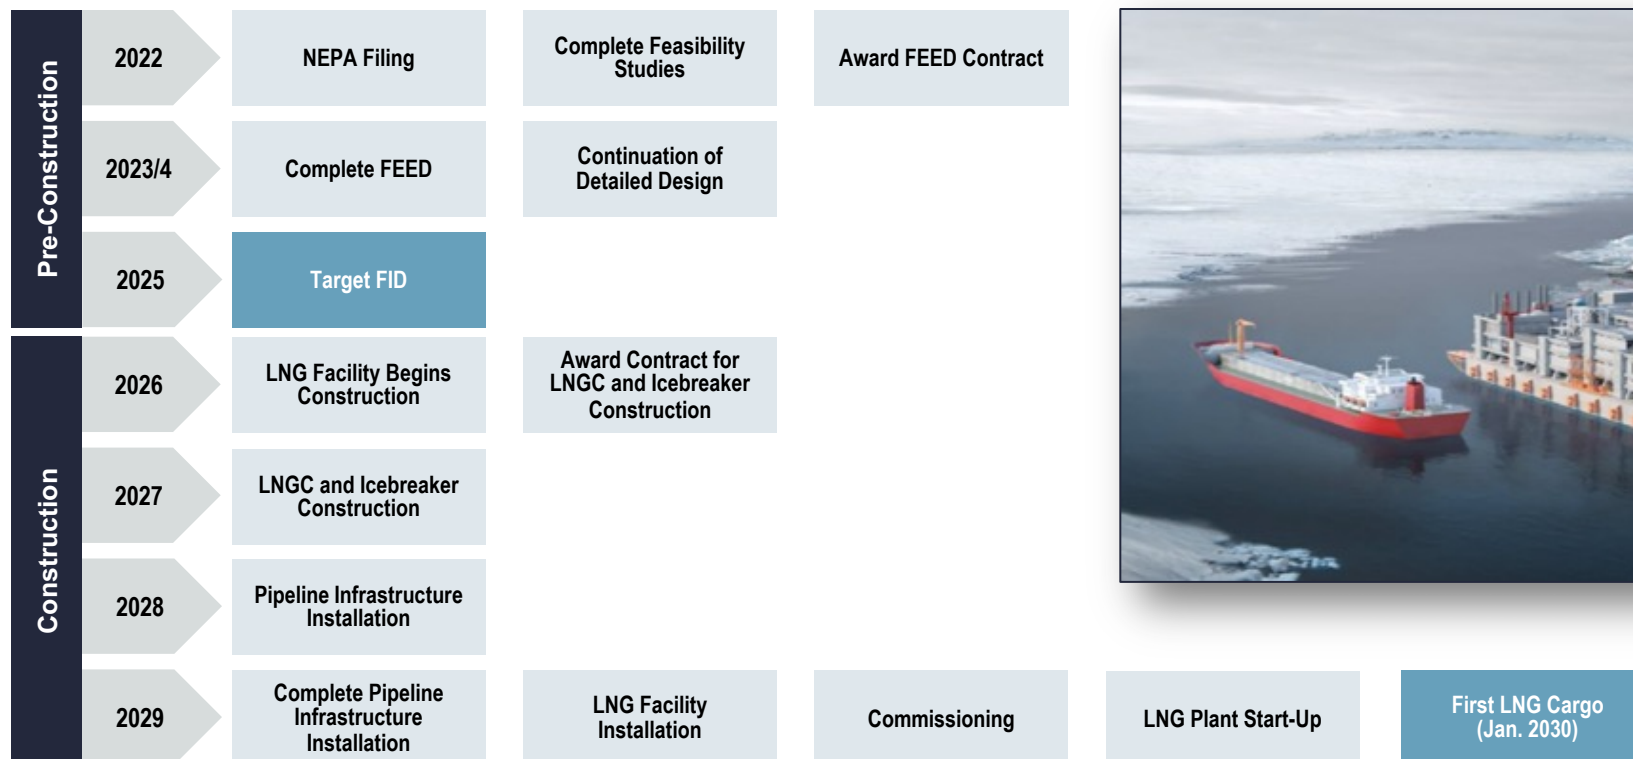 Pre-Construction
2022
NEPA Filing
Complete Feasibility
Studies
Award FEED Contract
2023/4
Complete FEED
Continuation of
Detailed Design
2025
Target FID
Construction
2026
LNG Facility Begins
Construction
Award Contract for
LNGC and Icebreaker
Construction
2027
LNGC and Icebreaker
Construction
2028
Pipeline Infrastructure
Installation
2029
Complete Pipeline
Infrastructure
Installation
LNG Facility
Installation
Commissioning
LNG Plant Start-Up
First LNG Cargo
(Jan. 2030)